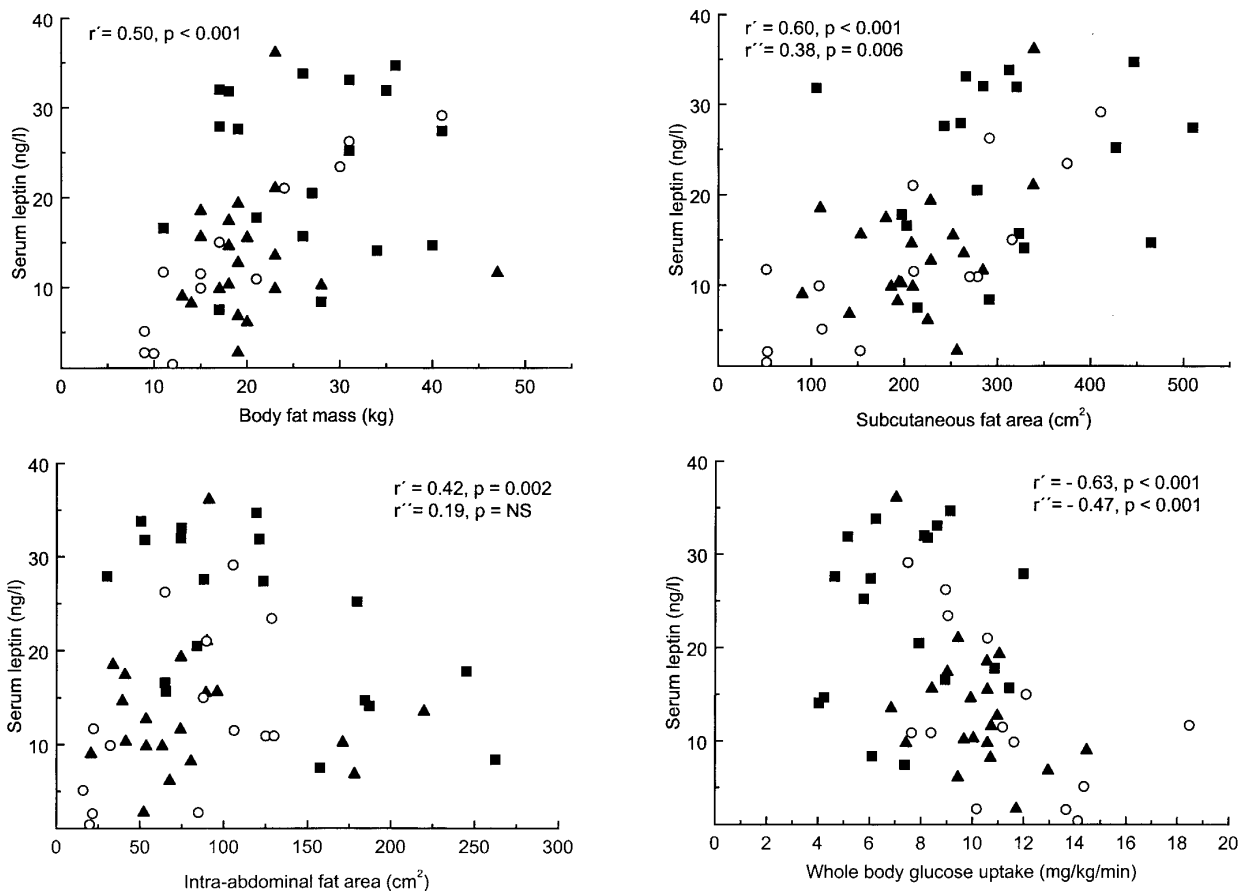 r´ = 0.50, p < 0.001
Serum leptin (ng/l)
40
30
20
10
0 10 20 30 40 50
Body fat mass (kg)
r´ = 0.60, p < 0.001
r´´ = 0.38, p = 0.006
Serum leptin (ng/l)
40
30
20
10
0 100 200 300 400 500
Subcutaneous fat area (cm²)
r´ = 0.42, p = 0.002
r´´ = 0.19, p = NS
Serum leptin (ng/l)
40
30
20
10
0 50 100 150 200 250 300
Intra-abdominal fat area (cm²)
r´ = - 0.63, p < 0.001
r´´ = - 0.47, p < 0.001
Serum leptin (ng/l)
40
30
20
10
0 2 4 6 8 10 12 14 16 18 20
Whole body glucose uptake (mg/kg/min)